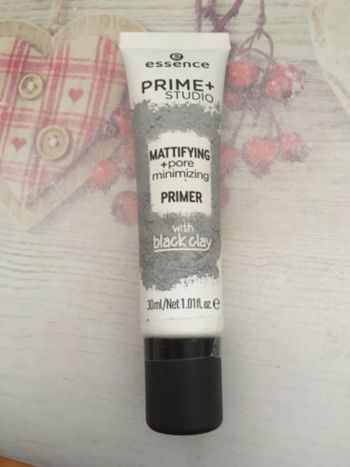 essence
PRIME+
STUDIO
MATTIFYING
+pore
minimizing
PRIMER
with
black clay
30ml/Net 1.01fl.oz. e